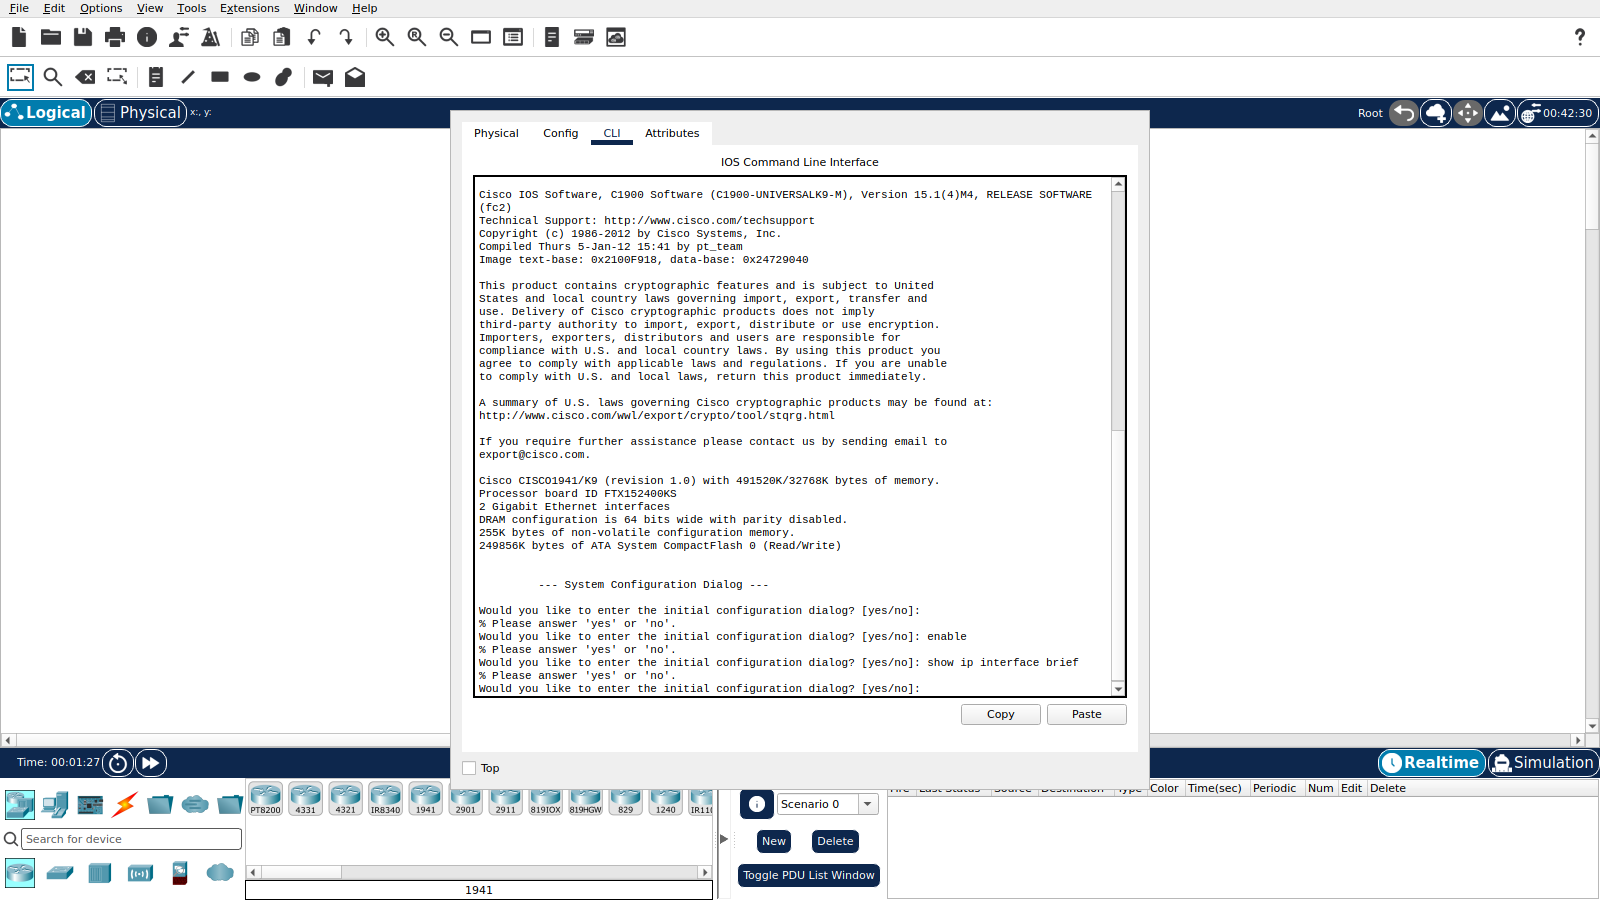 File Edit Options View Tools Extensions Window Help
Logical Physical x:, y: Root 00:42:30
Physical Config CLI Attributes
IOS Command Line Interface
Cisco IOS Software, C1900 Software (C1900-UNIVERSALK9-M), Version 15.1(4)M4, RELEASE SOFTWARE
(fc2)
Technical Support: http://www.cisco.com/techsupport
Copyright (c) 1986-2012 by Cisco Systems, Inc.
Compiled Thurs 5-Jan-12 15:41 by pt_team
Image text-base: 0x2100F918, data-base: 0x24729040
This product contains cryptographic features and is subject to United
States and local country laws governing import, export, transfer and
use. Delivery of Cisco cryptographic products does not imply
third-party authority to import, export, distribute or use encryption.
Importers, exporters, distributors and users are responsible for
compliance with U.S. and local country laws. By using this product you
agree to comply with applicable laws and regulations. If you are unable
to comply with U.S. and local laws, return this product immediately.
A summary of U.S. laws governing Cisco cryptographic products may be found at:
http://www.cisco.com/wwl/export/crypto/tool/stqrg.html
If you require further assistance please contact us by sending email to
export@cisco.com.
Cisco CISCO1941/K9 (revision 1.0) with 491520K/32768K bytes of memory.
Processor board ID FTX152400KS
2 Gigabit Ethernet interfaces
DRAM configuration is 64 bits wide with parity disabled.
255K bytes of non-volatile configuration memory.
249856K bytes of ATA System CompactFlash 0 (Read/Write)
--- System Configuration Dialog ---
Would you like to enter the initial configuration dialog? [yes/no]:
% Please answer 'yes' or 'no'.
Would you like to enter the initial configuration dialog? [yes/no]: enable
% Please answer 'yes' or 'no'.
Would you like to enter the initial configuration dialog? [yes/no]: show ip interface brief
% Please answer 'yes' or 'no'.
Would you like to enter the initial configuration dialog? [yes/no]:
Copy Paste
Top
Time: 00:01:27 Realtime Simulation
PT8200 4331 4321 IR8340 1941 2901 2911 819IOX 819HGW 829 1240 IR110
Scenario 0
Fire Last Status Source Destination Type Color Time(sec) Periodic Num Edit Delete
Search for device
New Delete
Toggle PDU List Window
1941